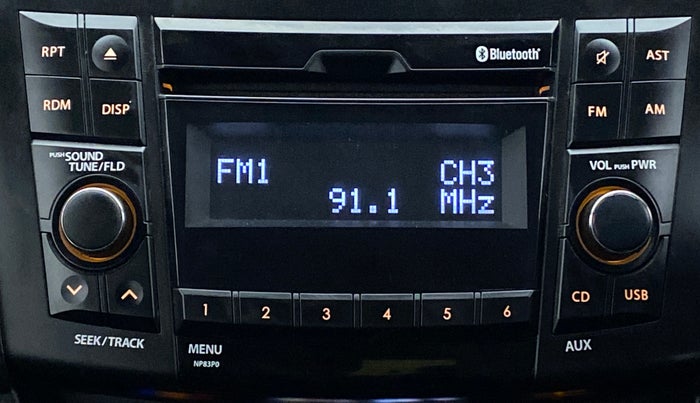 RPT
Bluetooth
AST
RDM
DISP
FM
AM
PUSH SOUND
TUNE/FLD
VOL PUSH PWR
FM1
CH3
91.1 MHz
CD
USB
1
2
3
4
5
6
SEEK/TRACK
MENU
AUX
NP83P0